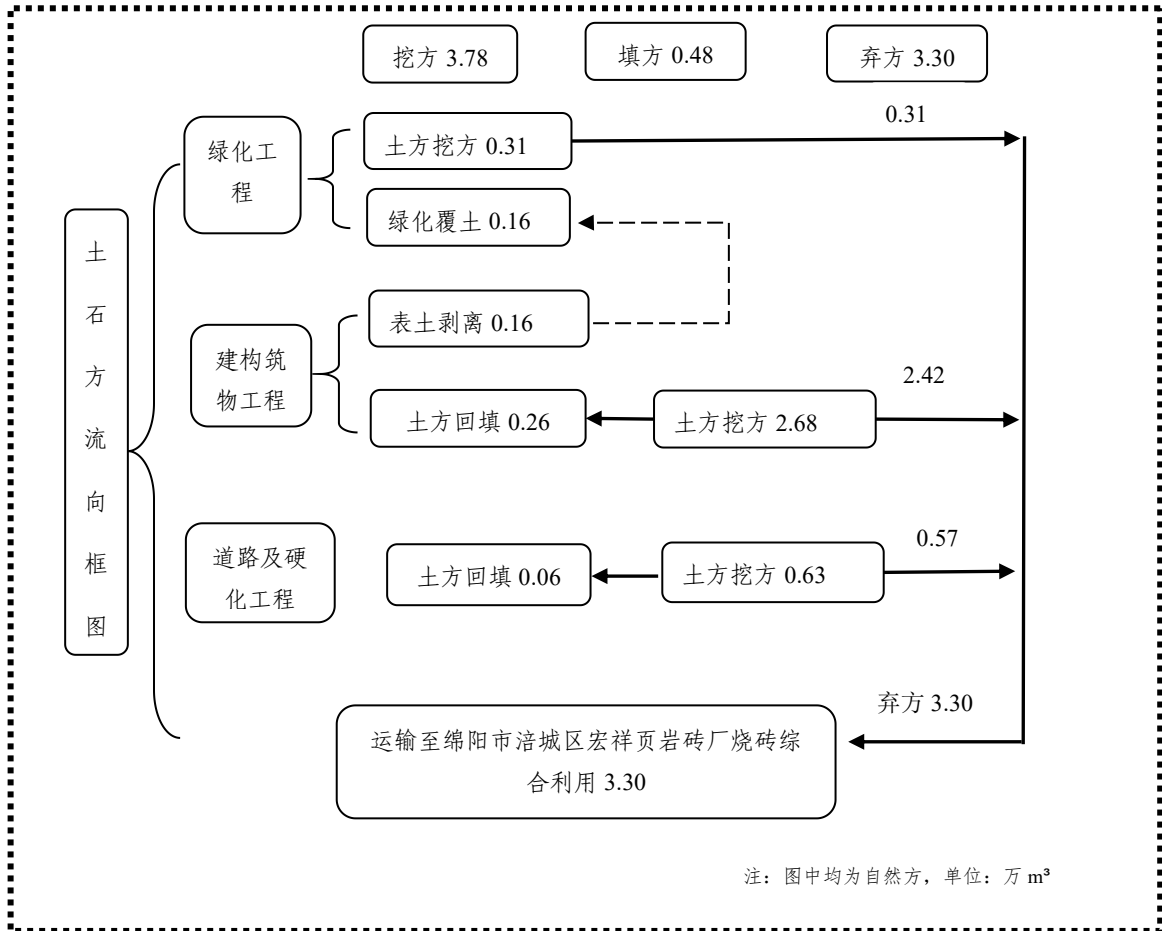 挖方 3.78
填方 0.48
弃方 3.30
土石方流向框图
绿化工
程
土方挖方 0.31
0.31
绿化覆土 0.16
建构筑
物工程
表土剥离 0.16
土方回填 0.26
土方挖方 2.68
2.42
道路及硬
化工程
土方回填 0.06
土方挖方 0.63
0.57
弃方 3.30
运输至绵阳市涪城区宏祥页岩砖厂烧砖综
合利用 3.30
注：图中均为自然方，单位：万 m³